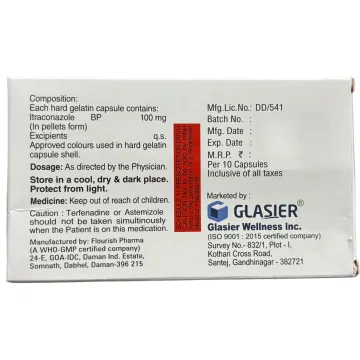 Composition:
Each hard gelatin capsule contains:
Itraconazole BP 100 mg
(In pellets form)
Excipients q.s.
Approved colours used in hard gelatin
capsule shell.
Dosage: As directed by the Physician.
Store in a cool, dry & dark place.
Protect from light.
Medicine: Keep out of reach of children.
Caution : Terfenadine or Astemizole
should not be taken simultinously
when the Patient is on this medication.
Manufactured by: Flourish Pharma
(A WHO-GMP certified company)
24-E, GOA-IDC, Daman Ind. Estate,
Somnath, Dabhel, Daman-396 215
Mfg.Lic.No.: DD/541
Batch No. :
Mfg. Date :
Exp. Date :
M.R.P. ₹ :
Per 10 Capsules
Inclusive of all taxes
Marketed by :
GLASIER®
Glasier Wellness Inc.
(ISO 9001 : 2015 certified company)
Survey No.- 832/1, Plot - I,
Kothari Cross Road,
Santej, Gandhinagar - 382721